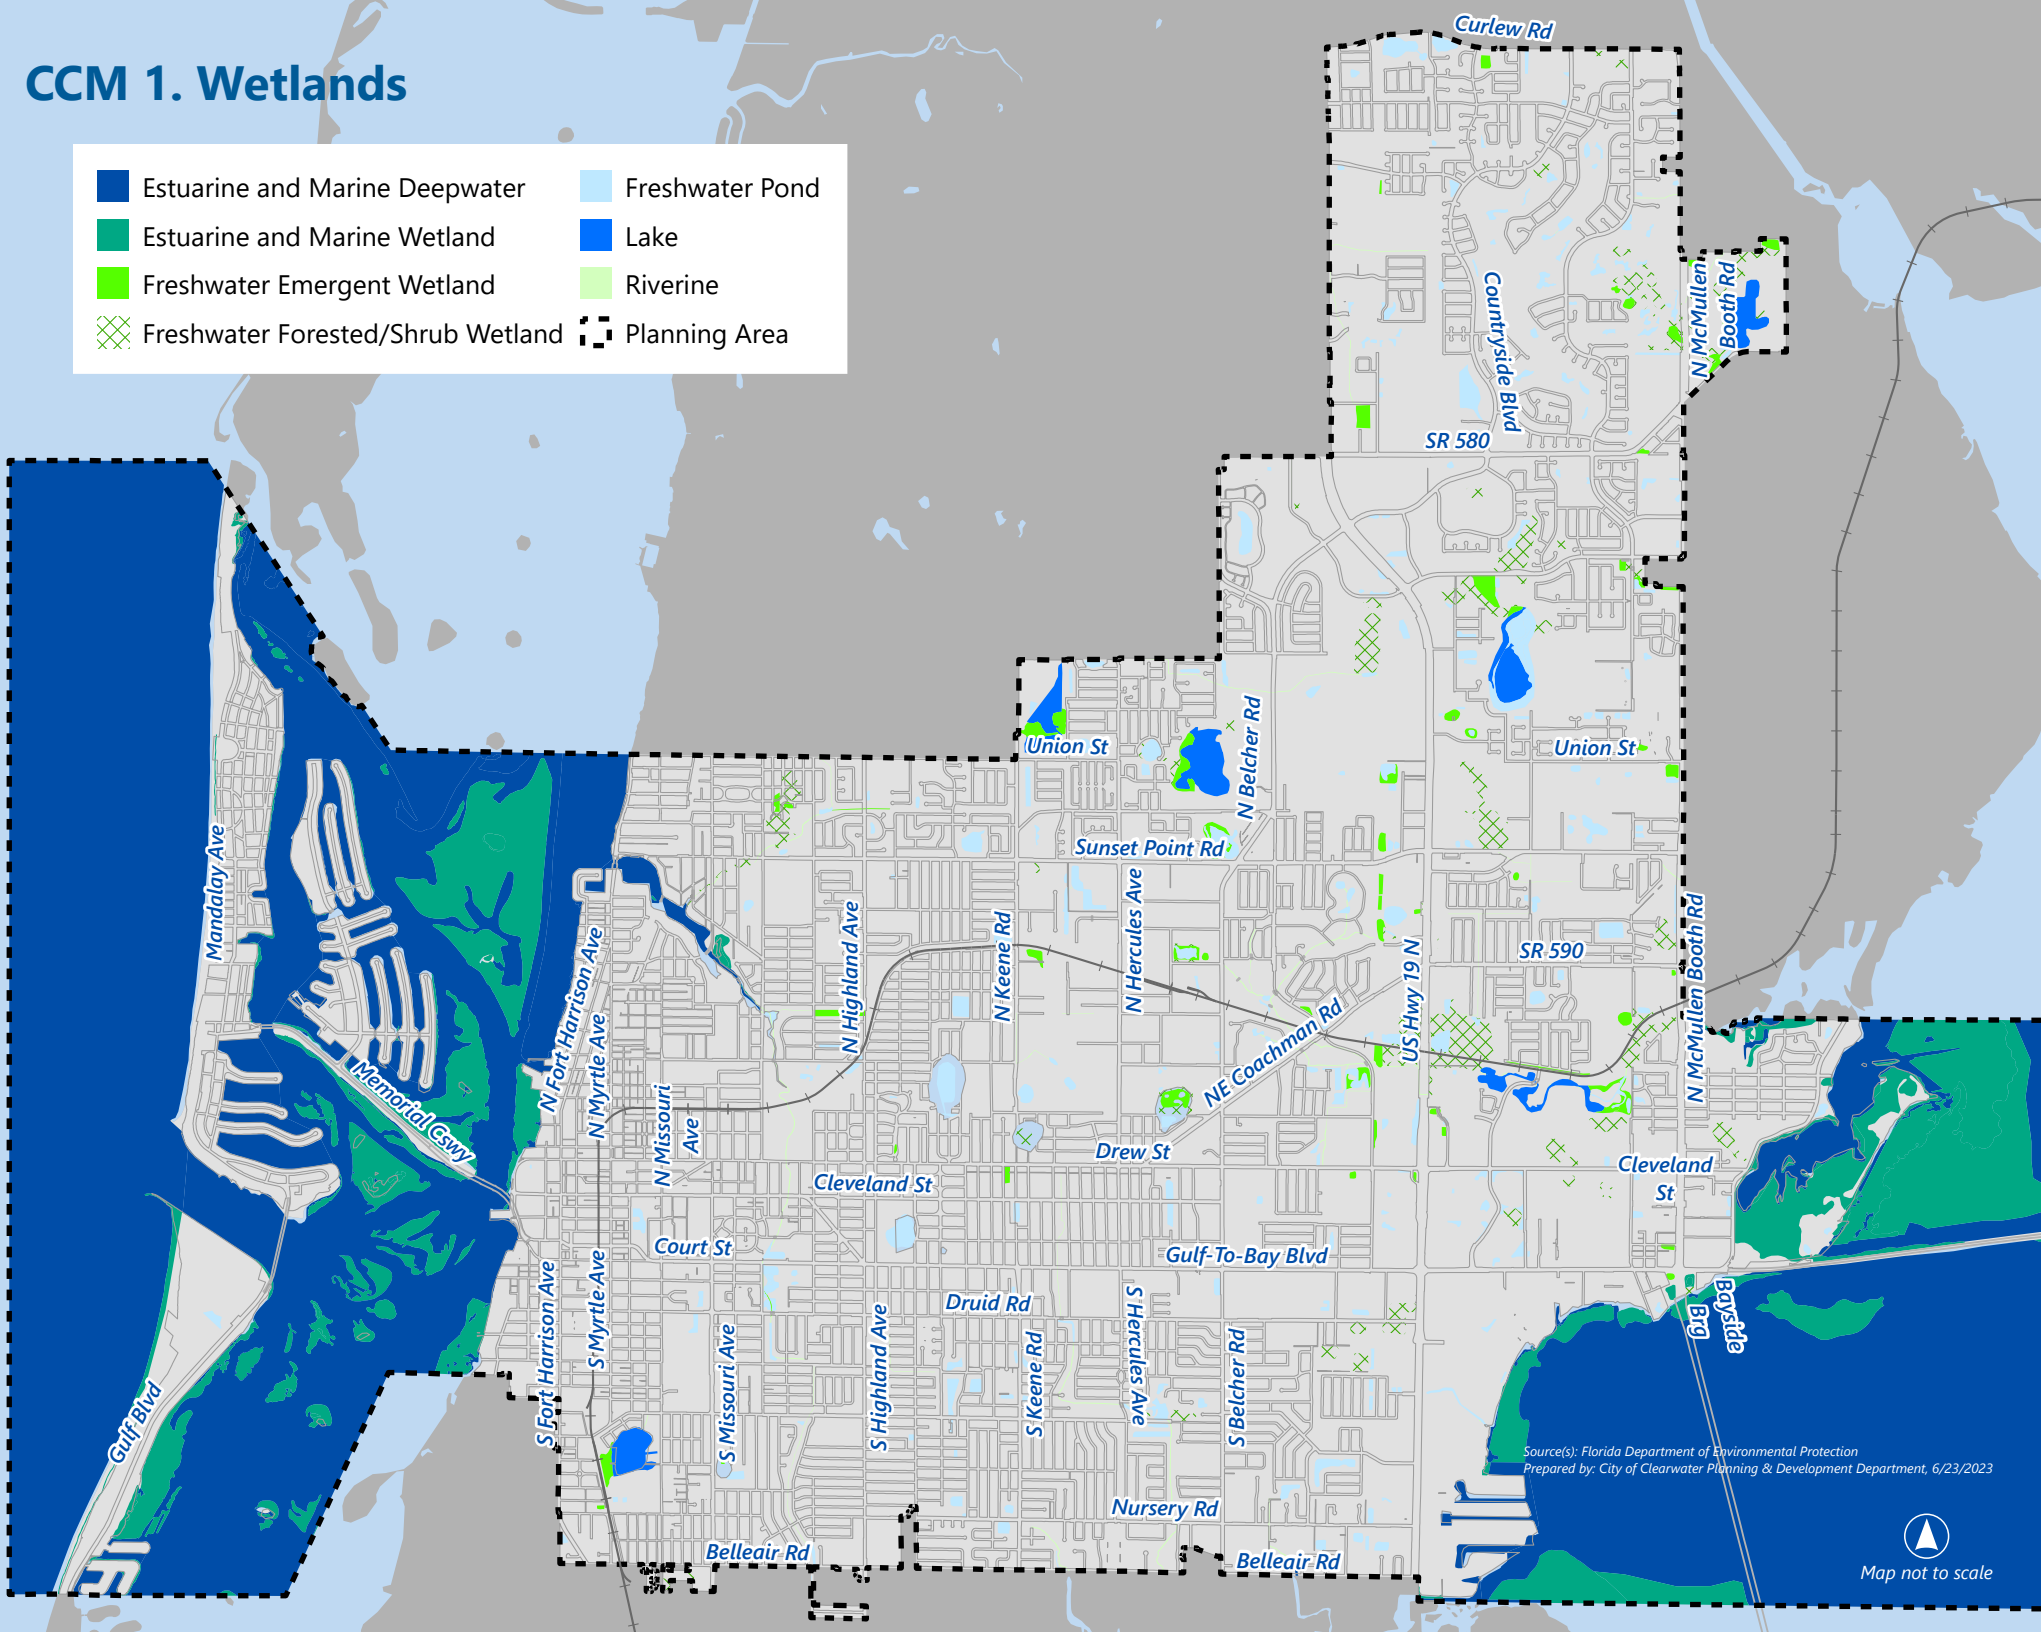 CCM 1. Wetlands
Estuarine and Marine Deepwater
Estuarine and Marine Wetland
Freshwater Emergent Wetland
Freshwater Forested/Shrub Wetland
Freshwater Pond
Lake
Riverine
Planning Area
Curlew Rd
N McMullen
Booth Rd
Countryside Blvd
SR 580
Union St
N Belcher Rd
Union St
Sunset Point Rd
Mandalay Ave
N Highland Ave
N Keene Rd
N Hercules Ave
US Hwy 19 N
SR 590
N McMullen Booth Rd
N Fort Harrison Ave
N Myrtle Ave
N Missouri
Ave
Memorial Cswy
NE Coachman Rd
Drew St
Cleveland St
Cleveland
St
Court St
Gulf-To-Bay Blvd
Druid Rd
S Fort Harrison Ave
S Myrtle Ave
S Missouri Ave
S Highland Ave
S Keene Rd
S Hercules Ave
S Belcher Rd
Bayside
Brg
Gulf Blvd
Nursery Rd
Belleair Rd
Belleair Rd
Source(s): Florida Department of Environmental Protection
Prepared by: City of Clearwater Planning & Development Department, 6/23/2023
Map not to scale